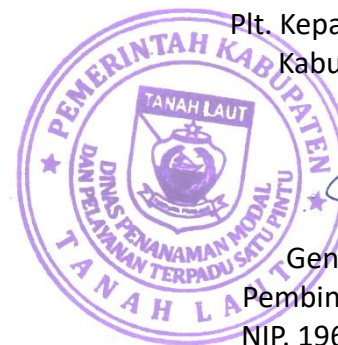 Plt. Kepa
Kabu
PEMERINTAH KABUPATEN
TANAH LAUT
TANAH LAUT
DINAS PENANAMAN MODAL
DAN PELAYANAN TERPADU SATU PINTU
Gen
Pembin
NIP. 196